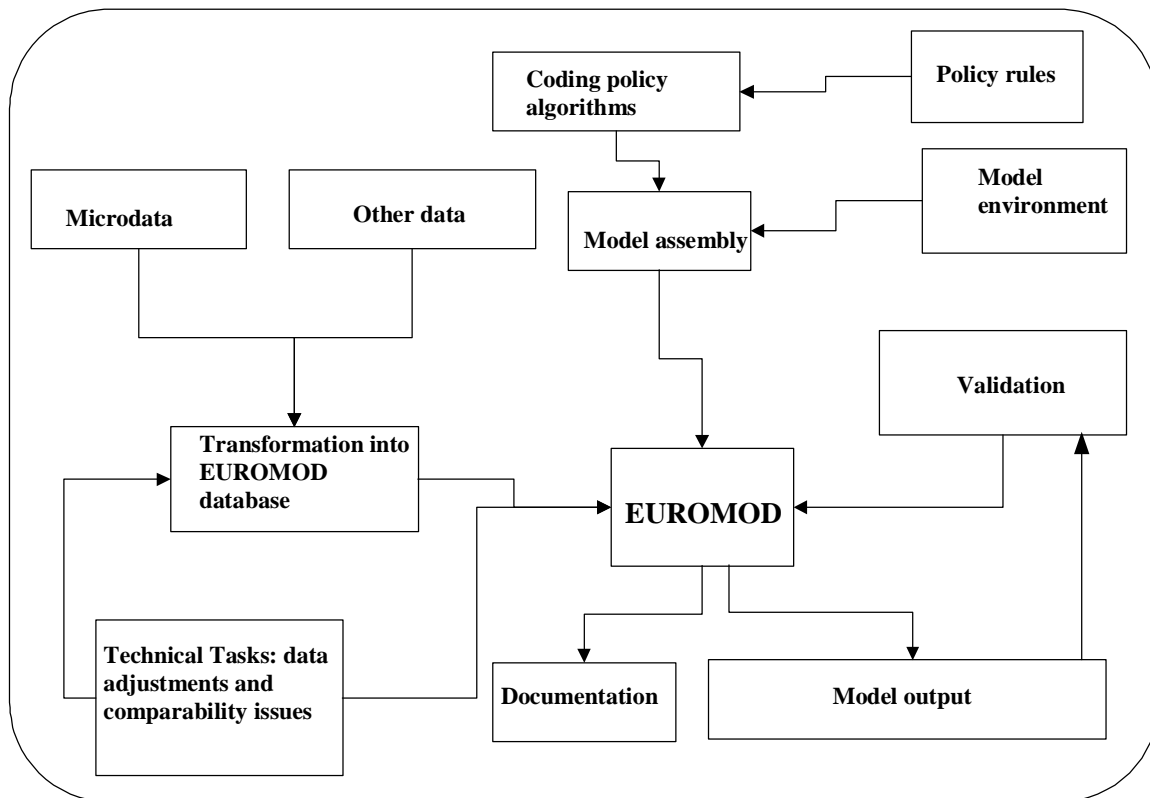 Coding policy
algorithms
Policy rules
Microdata
Other data
Model assembly
Model
environment
Validation
Transformation into
EUROMOD
database
EUROMOD
Technical Tasks: data
adjustments and
comparability issues
Documentation
Model output